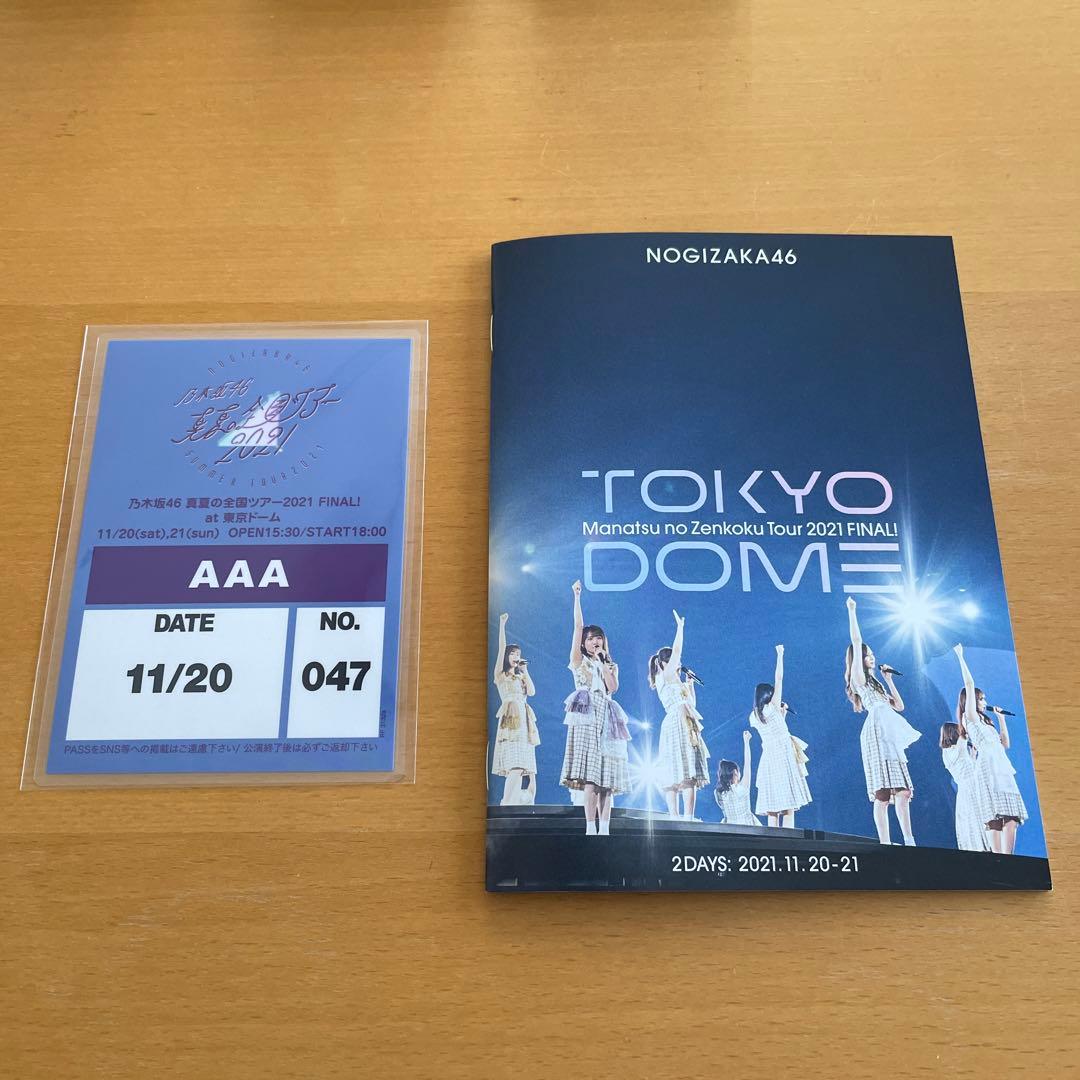 NOGIZAKA46
乃木坂46
真夏の全国ツアー
2021
SUMMER TOUR 2021
乃木坂46 真夏の全国ツアー2021 FINAL!
at 東京ドーム
11/20(sat),21(sun) OPEN15:30/START18:00
AAA
DATE
NO.
11/20
047
PASSをSNS等への掲載はご遠慮下さい/ 公演終了後は必ずご返却下さい
NOGIZAKA46
TOKYO
Manatsu no Zenkoku Tour 2021 FINAL!
DOME
2DAYS: 2021.11.20-21